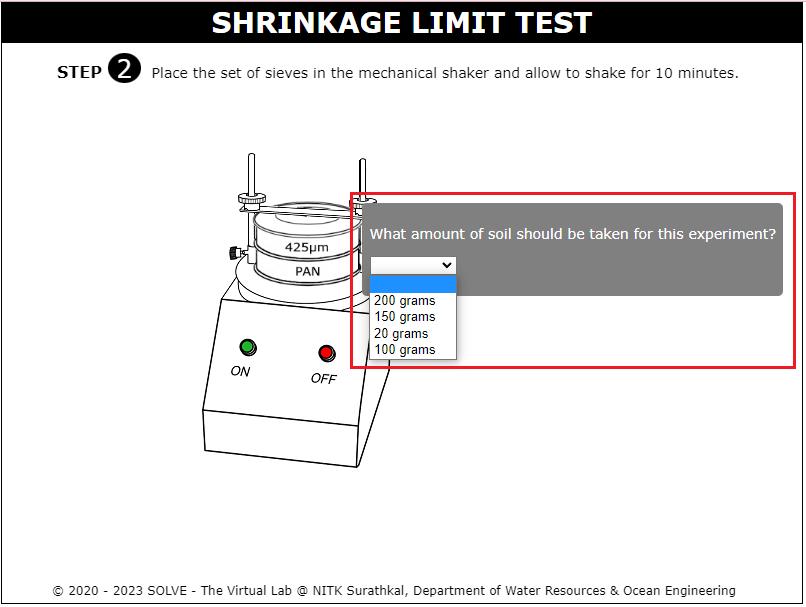 SHRINKAGE LIMIT TEST
STEP 2 Place the set of sieves in the mechanical shaker and allow to shake for 10 minutes.
What amount of soil should be taken for this experiment?
425µm
PAN
200 grams
150 grams
20 grams
100 grams
ON
OFF
© 2020 - 2023 SOLVE - The Virtual Lab @ NITK Surathkal, Department of Water Resources & Ocean Engineering